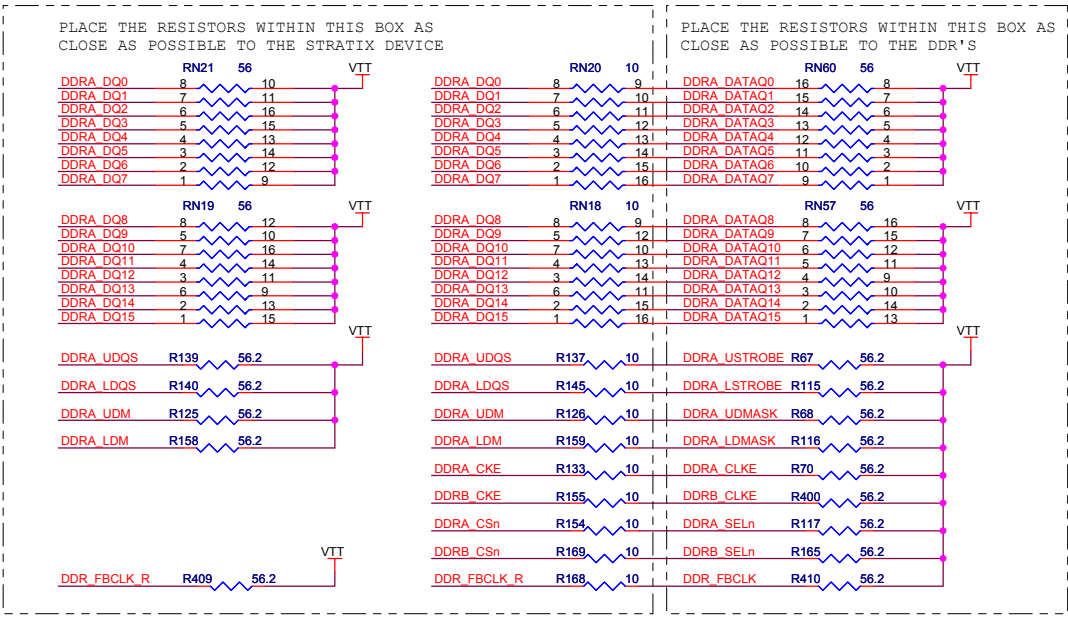 PLACE THE RESISTORS WITHIN THIS BOX AS
CLOSE AS POSSIBLE TO THE STRATIX DEVICE
PLACE THE RESISTORS WITHIN THIS BOX AS
CLOSE AS POSSIBLE TO THE DDR'S
RN21 56 VTT RN20 10 RN60 56 VTT
DDRA_DQ0 8 10 DDRA_DQ0 8 9 DDRA_DATAQ0 16 8
DDRA_DQ1 7 11 DDRA_DQ1 7 10 DDRA_DATAQ1 15 7
DDRA_DQ2 6 16 DDRA_DQ2 6 11 DDRA_DATAQ2 14 6
DDRA_DQ3 5 15 DDRA_DQ3 5 12 DDRA_DATAQ3 13 5
DDRA_DQ4 4 13 DDRA_DQ4 4 13 DDRA_DATAQ4 12 4
DDRA_DQ5 3 14 DDRA_DQ5 3 14 DDRA_DATAQ5 11 3
DDRA_DQ6 2 12 DDRA_DQ6 2 15 DDRA_DATAQ6 10 2
DDRA_DQ7 1 9 DDRA_DQ7 1 16 DDRA_DATAQ7 9 1
RN19 56 VTT RN18 10 RN57 56 VTT
DDRA_DQ8 8 12 DDRA_DQ8 8 9 DDRA_DATAQ8 8 16
DDRA_DQ9 5 10 DDRA_DQ9 5 12 DDRA_DATAQ9 7 15
DDRA_DQ10 7 16 DDRA_DQ10 7 10 DDRA_DATAQ10 6 12
DDRA_DQ11 4 14 DDRA_DQ11 4 13 DDRA_DATAQ11 5 11
DDRA_DQ12 3 11 DDRA_DQ12 3 14 DDRA_DATAQ12 4 9
DDRA_DQ13 6 9 DDRA_DQ13 6 11 DDRA_DATAQ13 3 10
DDRA_DQ14 2 13 DDRA_DQ14 2 15 DDRA_DATAQ14 2 14
DDRA_DQ15 1 15 DDRA_DQ15 1 16 DDRA_DATAQ15 1 13
VTT VTT
DDRA_UDQS R139 56.2 DDRA_UDQS R137 10 DDRA_USTROBE R67 56.2
DDRA_LDQS R140 56.2 DDRA_LDQS R145 10 DDRA_LSTROBE R115 56.2
DDRA_UDM R125 56.2 DDRA_UDM R126 10 DDRA_UDMASK R68 56.2
DDRA_LDM R158 56.2 DDRA_LDM R159 10 DDRA_LDMASK R116 56.2
DDRA_CKE R133 10 DDRA_CLKE R70 56.2
DDRB_CKE R155 10 DDRB_CLKE R400 56.2
DDRA_CSn R154 10 DDRA_SELn R117 56.2
VTT DDRB_CSn R169 10 DDRB_SELn R165 56.2
DDR_FBCLK_R R409 56.2 DDR_FBCLK_R R168 10 DDR_FBCLK R410 56.2